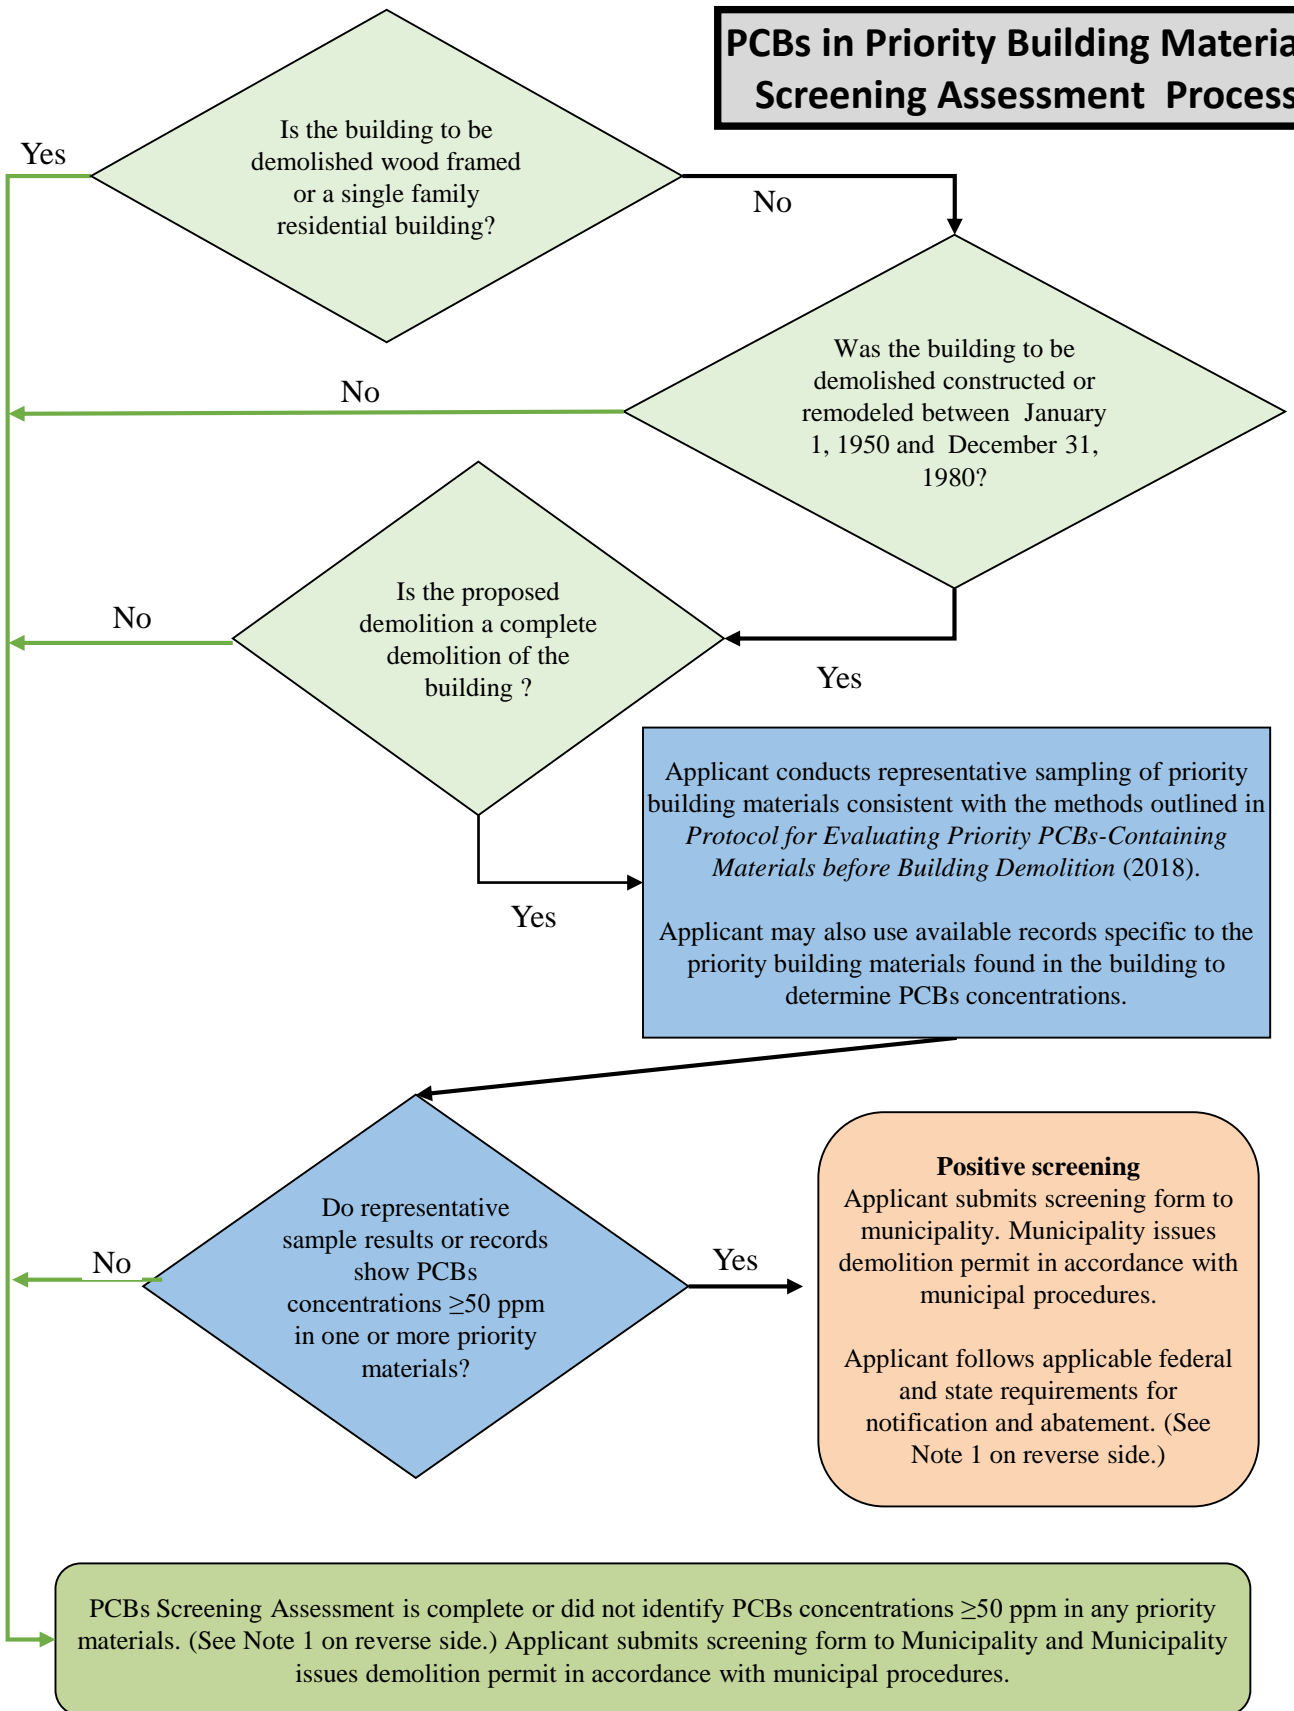 PCBs in Priority Building Materia
Screening Assessment Process
Is the building to be
demolished wood framed
or a single family
residential building?
Yes
No
Was the building to be
demolished constructed or
remodeled between January
1, 1950 and December 31,
1980?
No
Yes
Is the proposed
demolition a complete
demolition of the
building ?
No
Yes
Applicant conducts representative sampling of priority
building materials consistent with the methods outlined in
Protocol for Evaluating Priority PCBs-Containing
Materials before Building Demolition (2018).
Applicant may also use available records specific to the
priority building materials found in the building to
determine PCBs concentrations.
Do representative
sample results or records
show PCBs
concentrations ≥50 ppm
in one or more priority
materials?
No
Yes
Positive screening
Applicant submits screening form to
municipality. Municipality issues
demolition permit in accordance with
municipal procedures.
Applicant follows applicable federal
and state requirements for
notification and abatement. (See
Note 1 on reverse side.)
PCBs Screening Assessment is complete or did not identify PCBs concentrations ≥50 ppm in any priority
materials. (See Note 1 on reverse side.) Applicant submits screening form to Municipality and Municipality
issues demolition permit in accordance with municipal procedures.